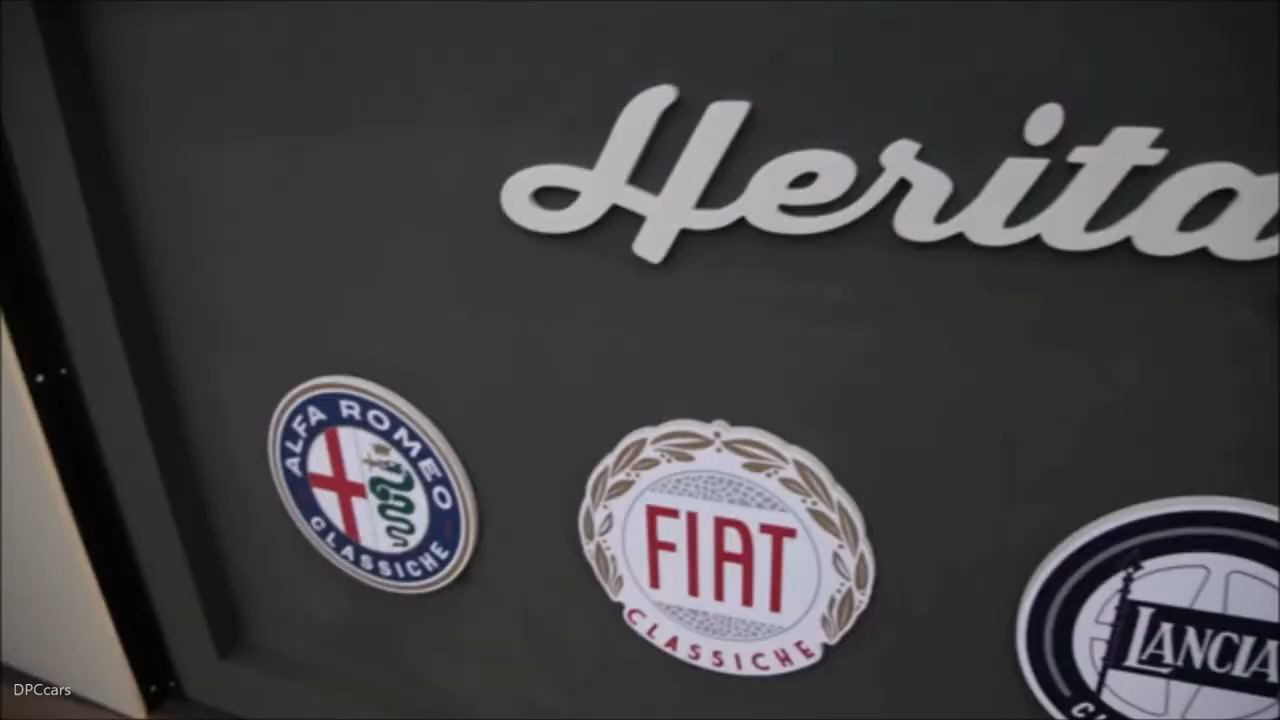 Herita
ALFA ROMEO
CLASSICHE
FIAT
CLASSICHE
LANCIA
DPCcars